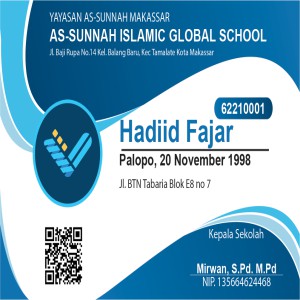 YAYASAN AS-SUNNAH MAKASSAR
AS-SUNNAH ISLAMIC GLOBAL SCHOOL
Jl. Baji Rupa No.14 Kel. Balang Baru, Kec Tamalate Kota Makassar
62210001
Hadiid Fajar
Palopo, 20 November 1998
Jl. BTN Tabaria Blok E8 no 7
Kepala Sekolah
Mirwan, S.Pd. M.Pd
NIP. 135664624468